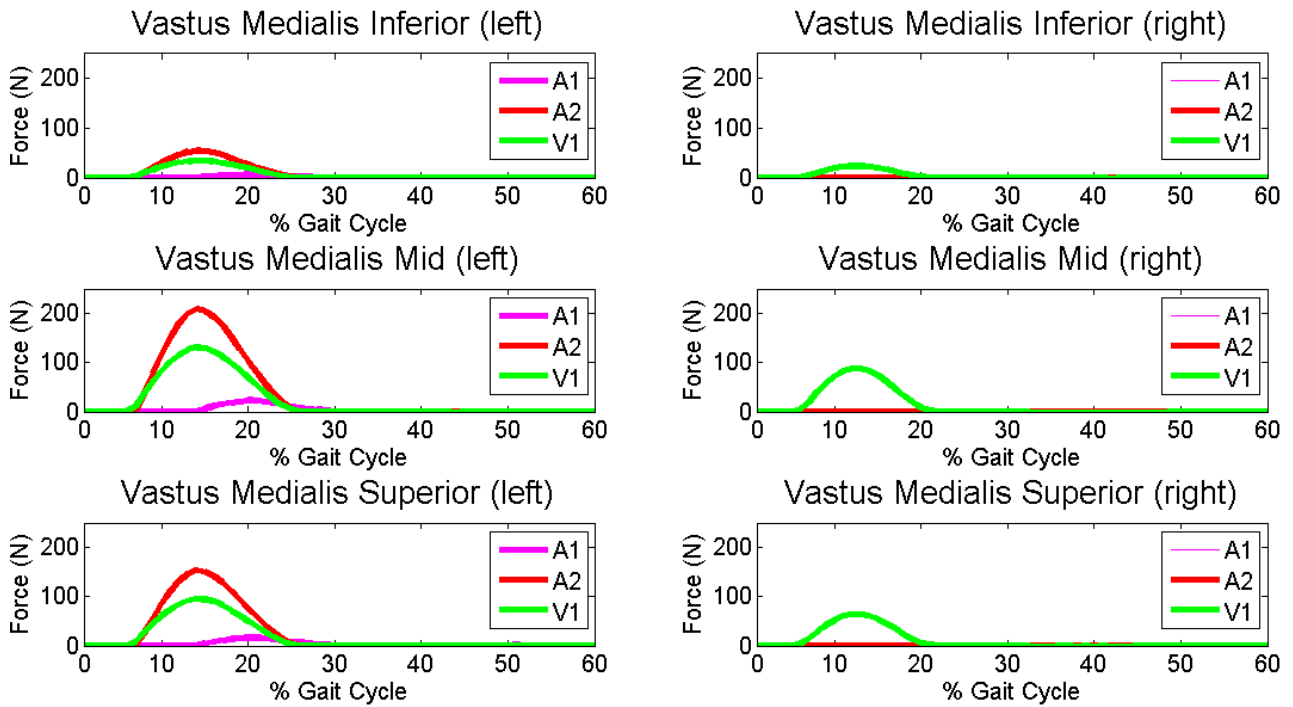 Vastus Medialis Inferior (left)
Force (N)
200
100
0
A1
A2
V1
0 10 20 30 40 50 60
% Gait Cycle
Vastus Medialis Inferior (right)
Force (N)
200
100
0
A1
A2
V1
0 10 20 30 40 50 60
% Gait Cycle
Vastus Medialis Mid (left)
Force (N)
200
100
0
A1
A2
V1
0 10 20 30 40 50 60
% Gait Cycle
Vastus Medialis Mid (right)
Force (N)
200
100
0
A1
A2
V1
0 10 20 30 40 50 60
% Gait Cycle
Vastus Medialis Superior (left)
Force (N)
200
100
0
A1
A2
V1
0 10 20 30 40 50 60
% Gait Cycle
Vastus Medialis Superior (right)
Force (N)
200
100
0
A1
A2
V1
0 10 20 30 40 50 60
% Gait Cycle